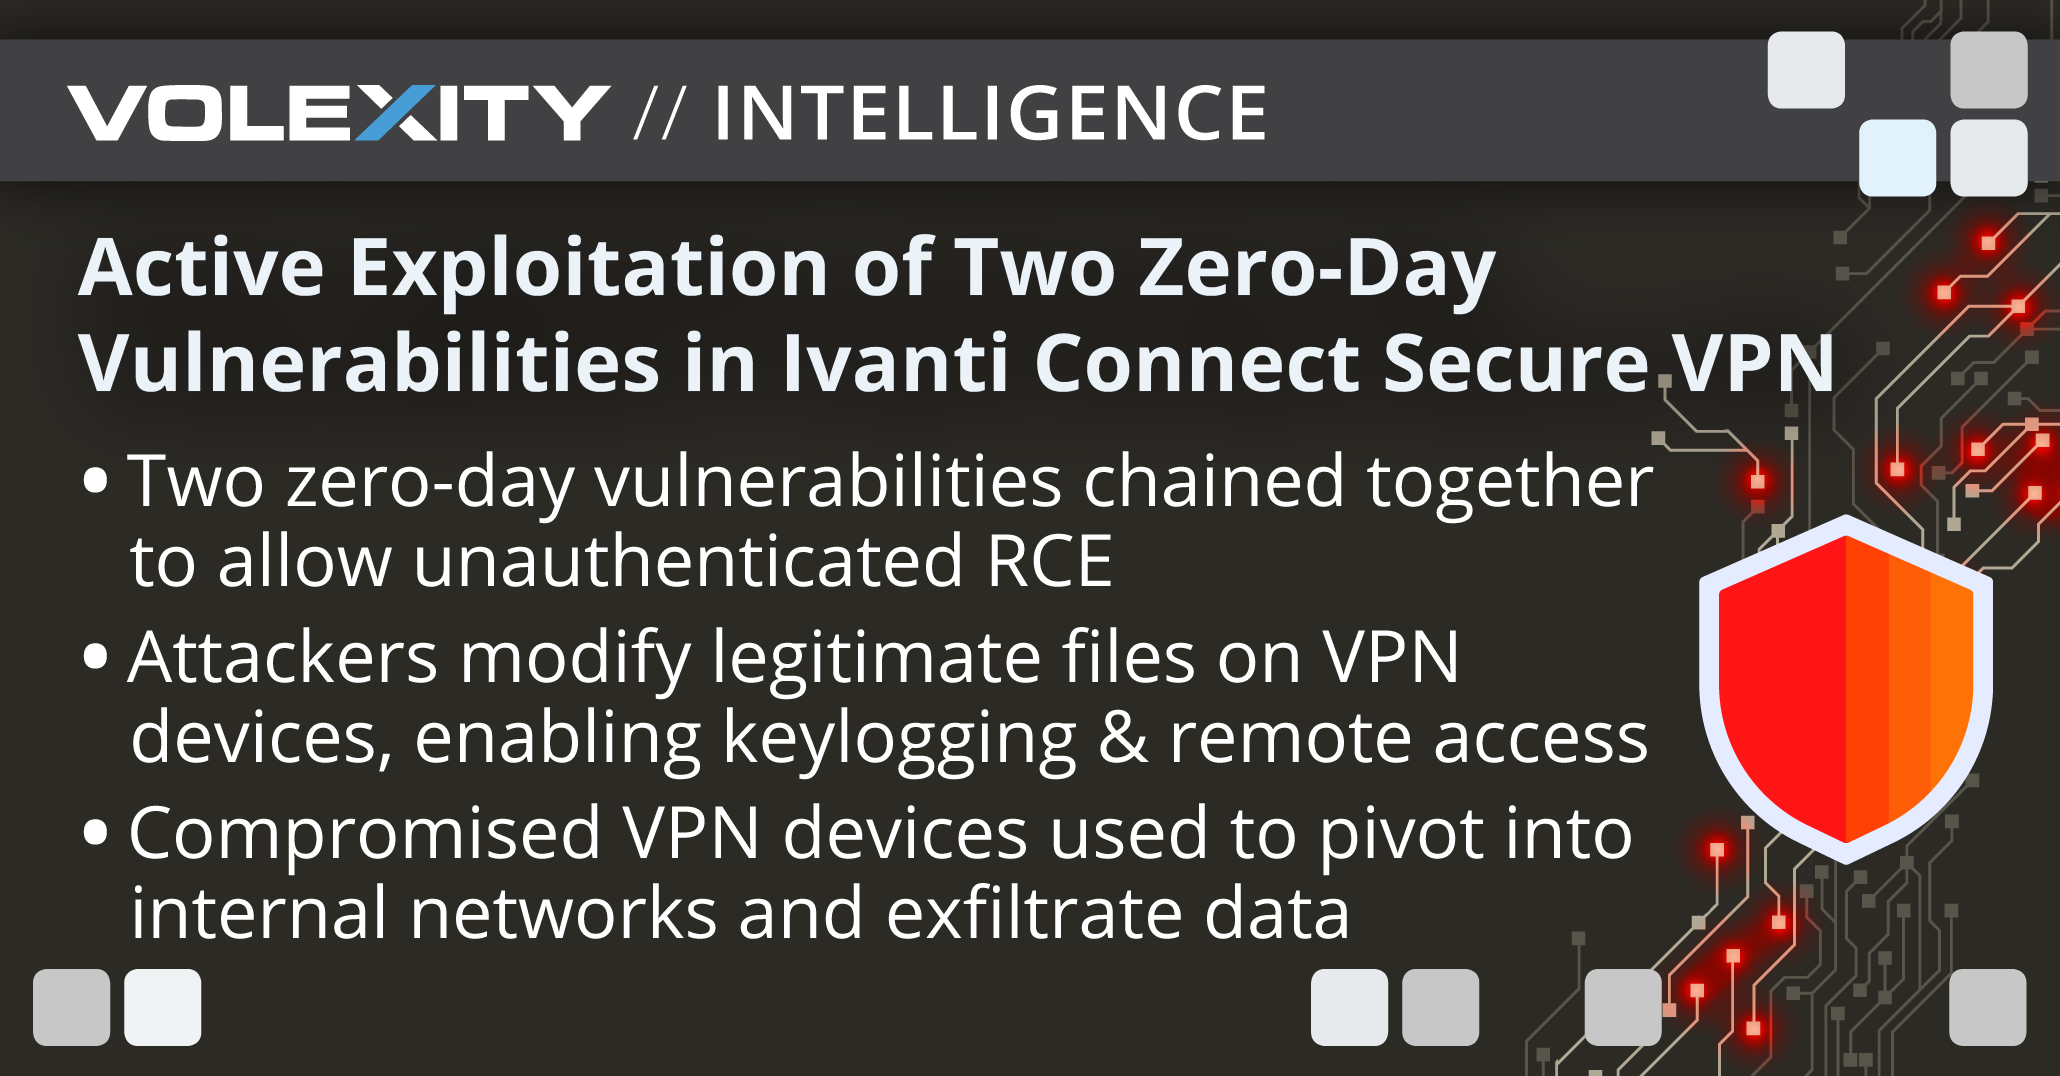 VOLEXITY // INTELLIGENCE
Active Exploitation of Two Zero-Day
Vulnerabilities in Ivanti Connect Secure VPN
• Two zero-day vulnerabilities chained together
to allow unauthenticated RCE
• Attackers modify legitimate files on VPN
devices, enabling keylogging & remote access
• Compromised VPN devices used to pivot into
internal networks and exfiltrate data